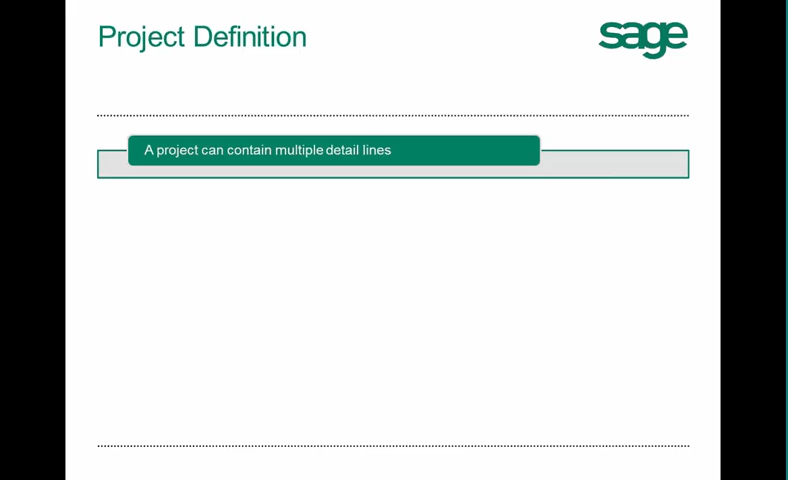 Project Definition
sage
A project can contain multiple detail lines